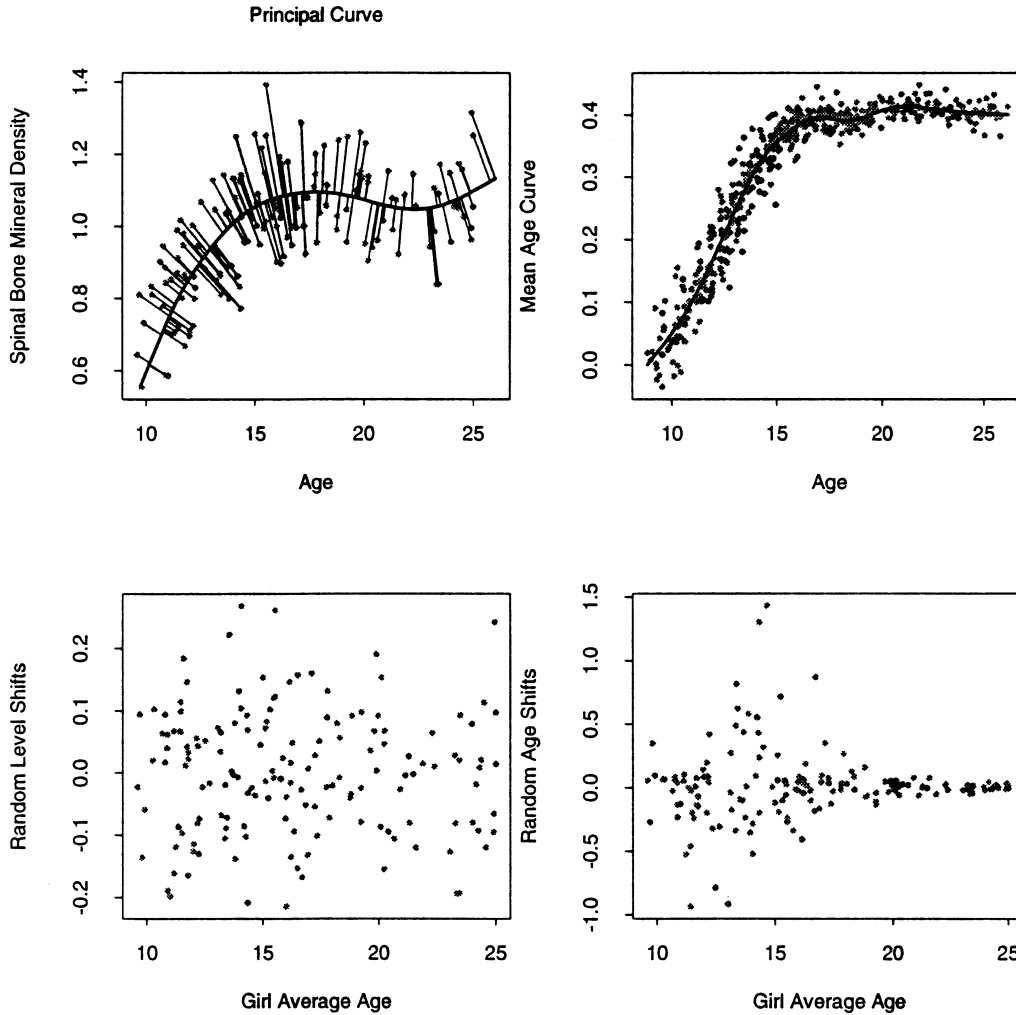 Principal Curve
Spinal Bone Mineral Density
1.4
1.2
1.0
0.8
0.6
10 15 20 25
Age
Mean Age Curve
0.4
0.3
0.2
0.1
0.0
10 15 20 25
Age
Random Level Shifts
0.2
0.1
0.0
-0.1
-0.2
10 15 20 25
Girl Average Age
Random Age Shifts
1.5
1.0
0.5
0.0
-0.5
-1.0
10 15 20 25
Girl Average Age